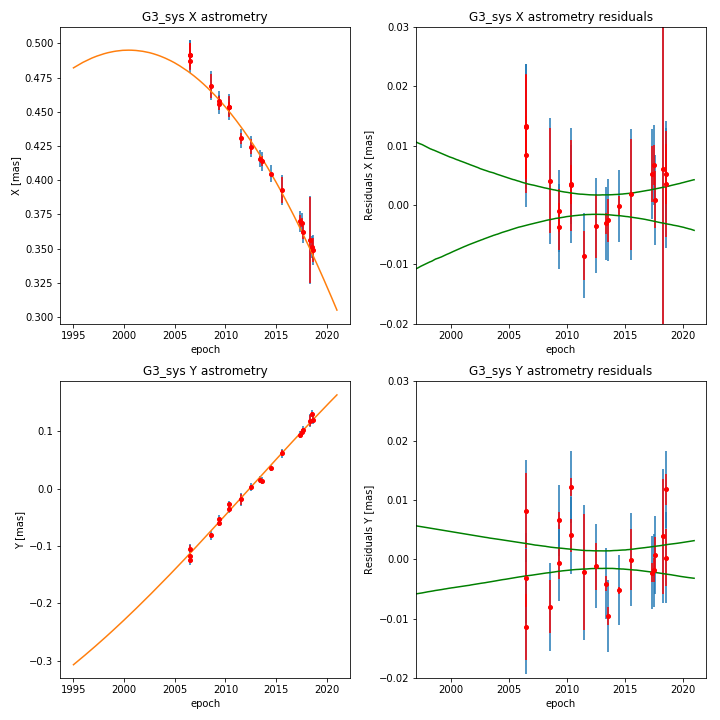 G3_sys X astrometry
X [mas]
0.500
0.475
0.450
0.425
0.400
0.375
0.350
0.325
0.300
1995 2000 2005 2010 2015 2020
epoch
G3_sys X astrometry residuals
Residuals X [mas]
0.03
0.02
0.01
0.00
−0.01
−0.02
2000 2005 2010 2015 2020
epoch
G3_sys Y astrometry
Y [mas]
0.1
0.0
−0.1
−0.2
−0.3
1995 2000 2005 2010 2015 2020
epoch
G3_sys Y astrometry residuals
Residuals Y [mas]
0.03
0.02
0.01
0.00
−0.01
−0.02
2000 2005 2010 2015 2020
epoch